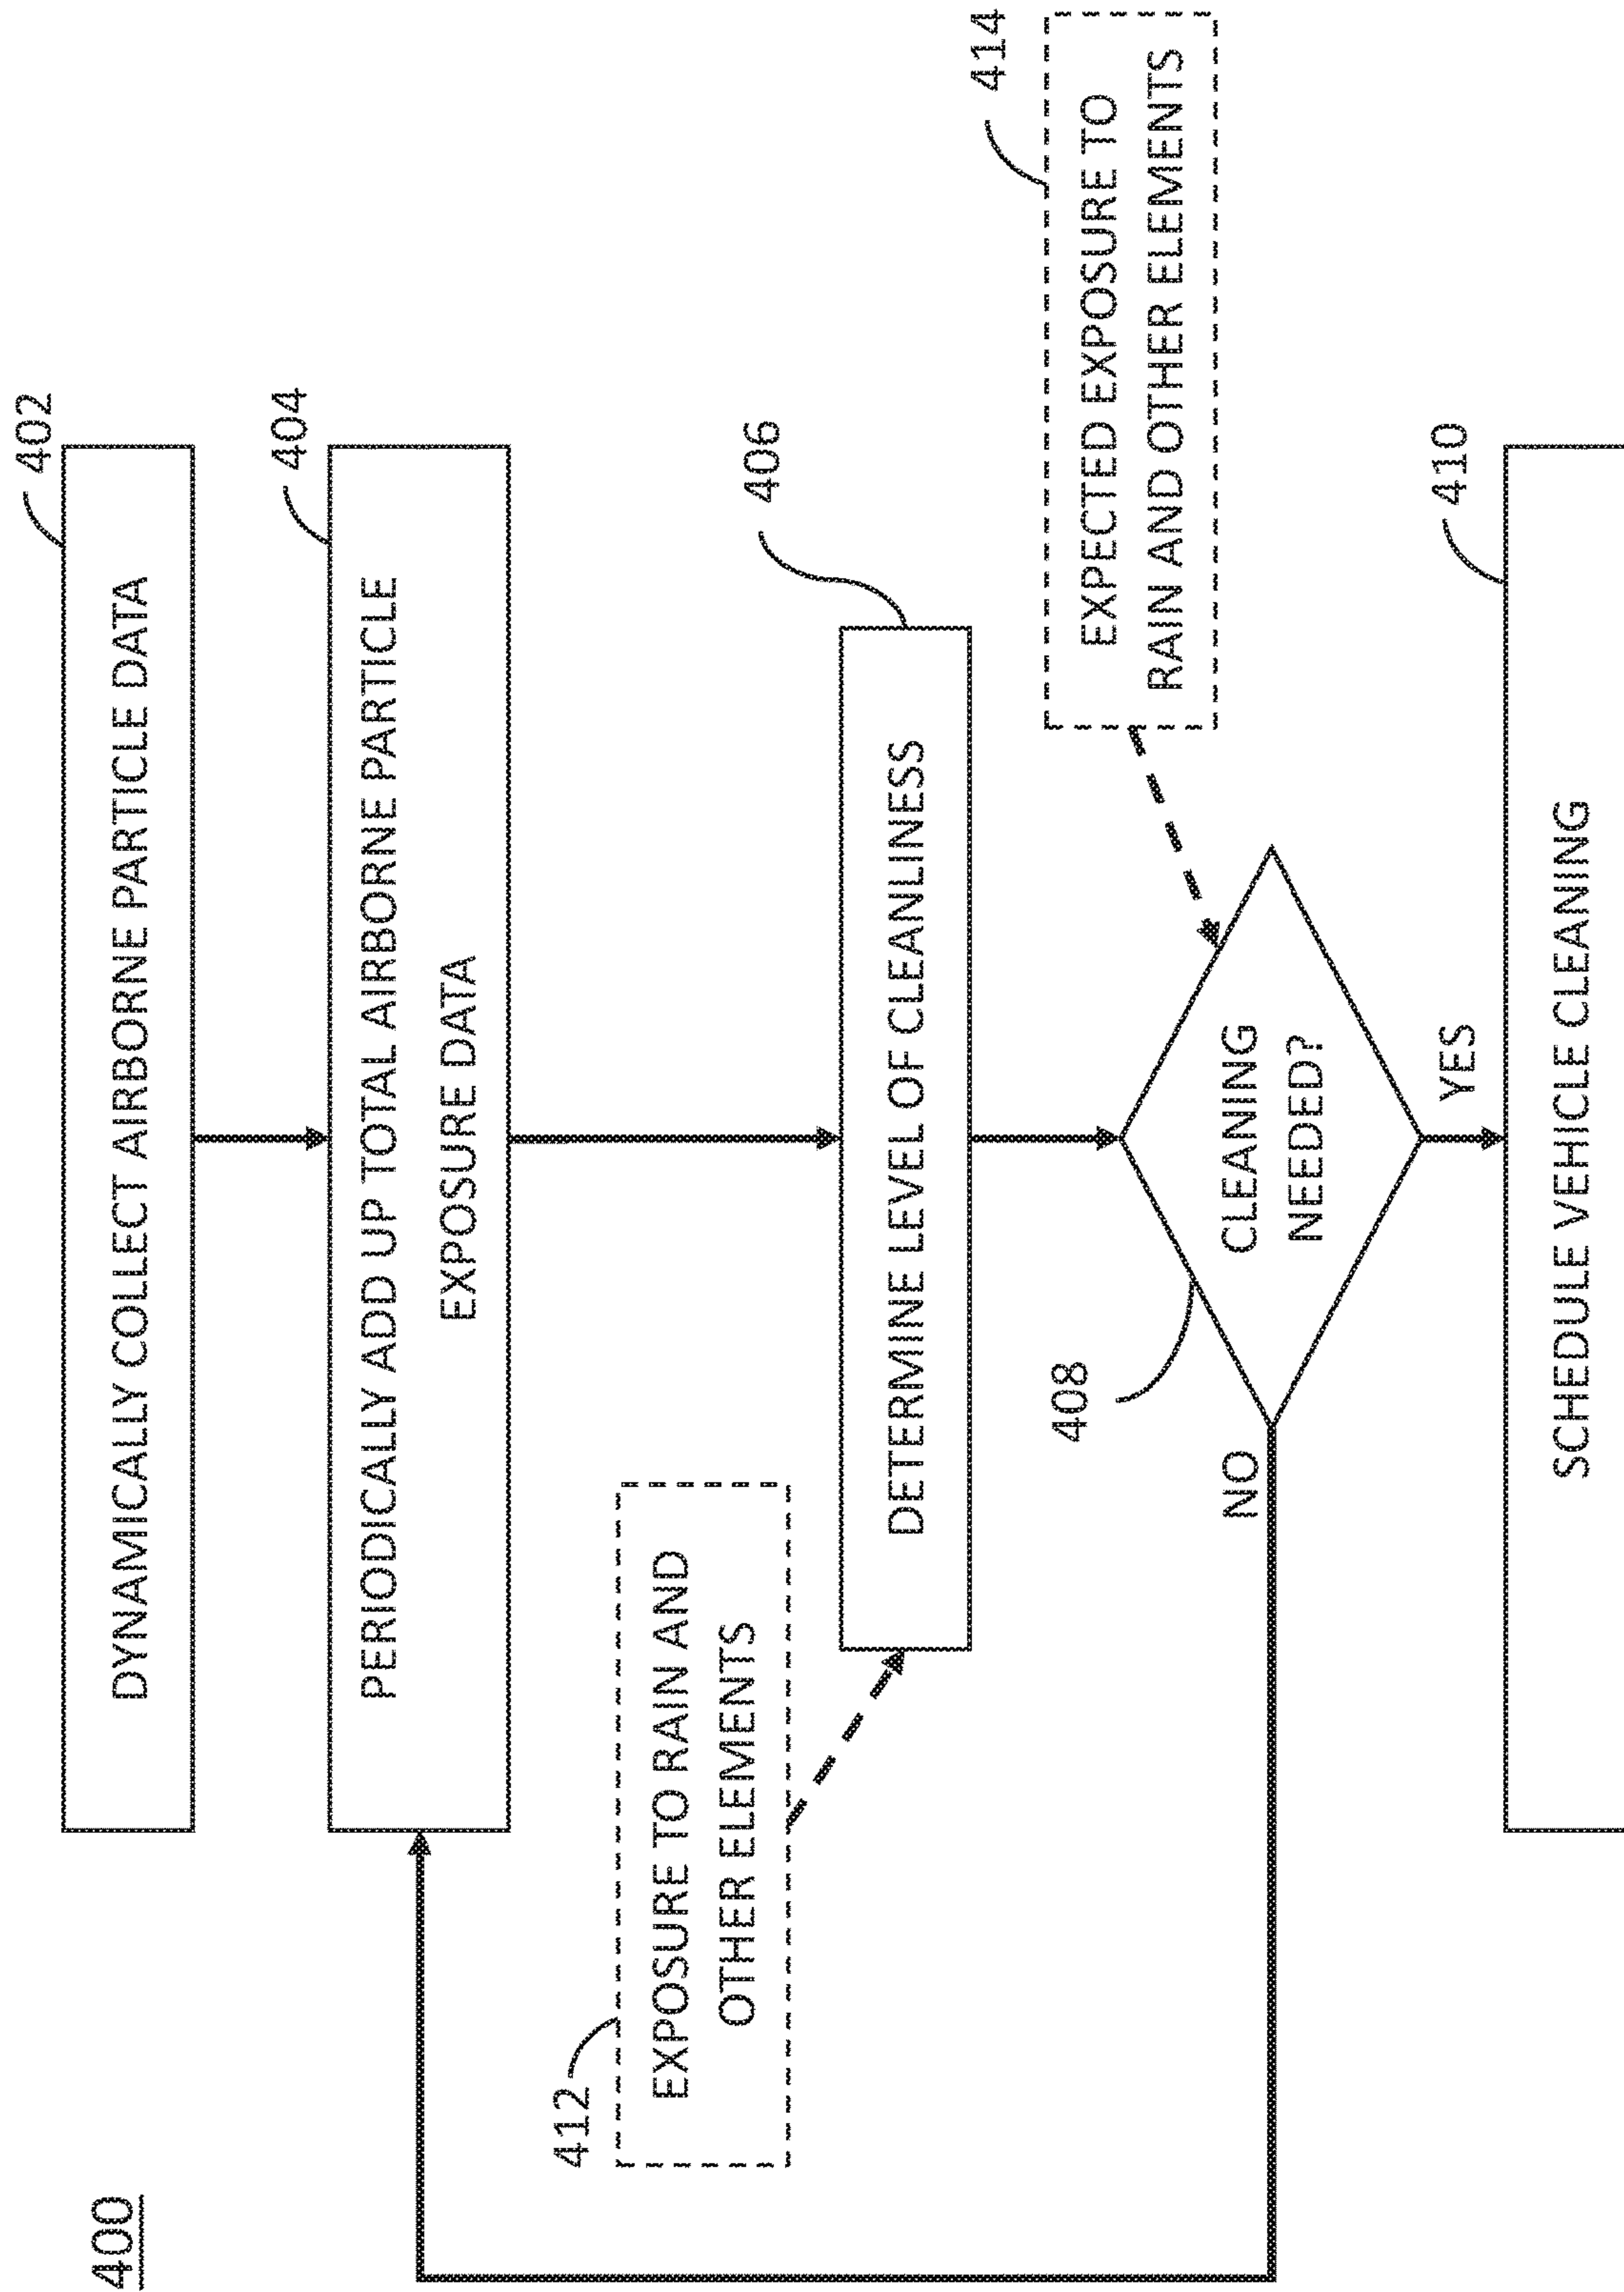 400
402
DYNAMICALLY COLLECT AIRBORNE PARTICLE DATA
404
PERIODICALLY ADD UP TOTAL AIRBORNE PARTICLE
EXPOSURE DATA
412
EXPOSURE TO RAIN AND
OTHER ELEMENTS
406
DETERMINE LEVEL OF CLEANLINESS
414
EXPECTED EXPOSURE TO
RAIN AND OTHER ELEMENTS
408
CLEANING
NEEDED?
NO
YES
410
SCHEDULE VEHICLE CLEANING